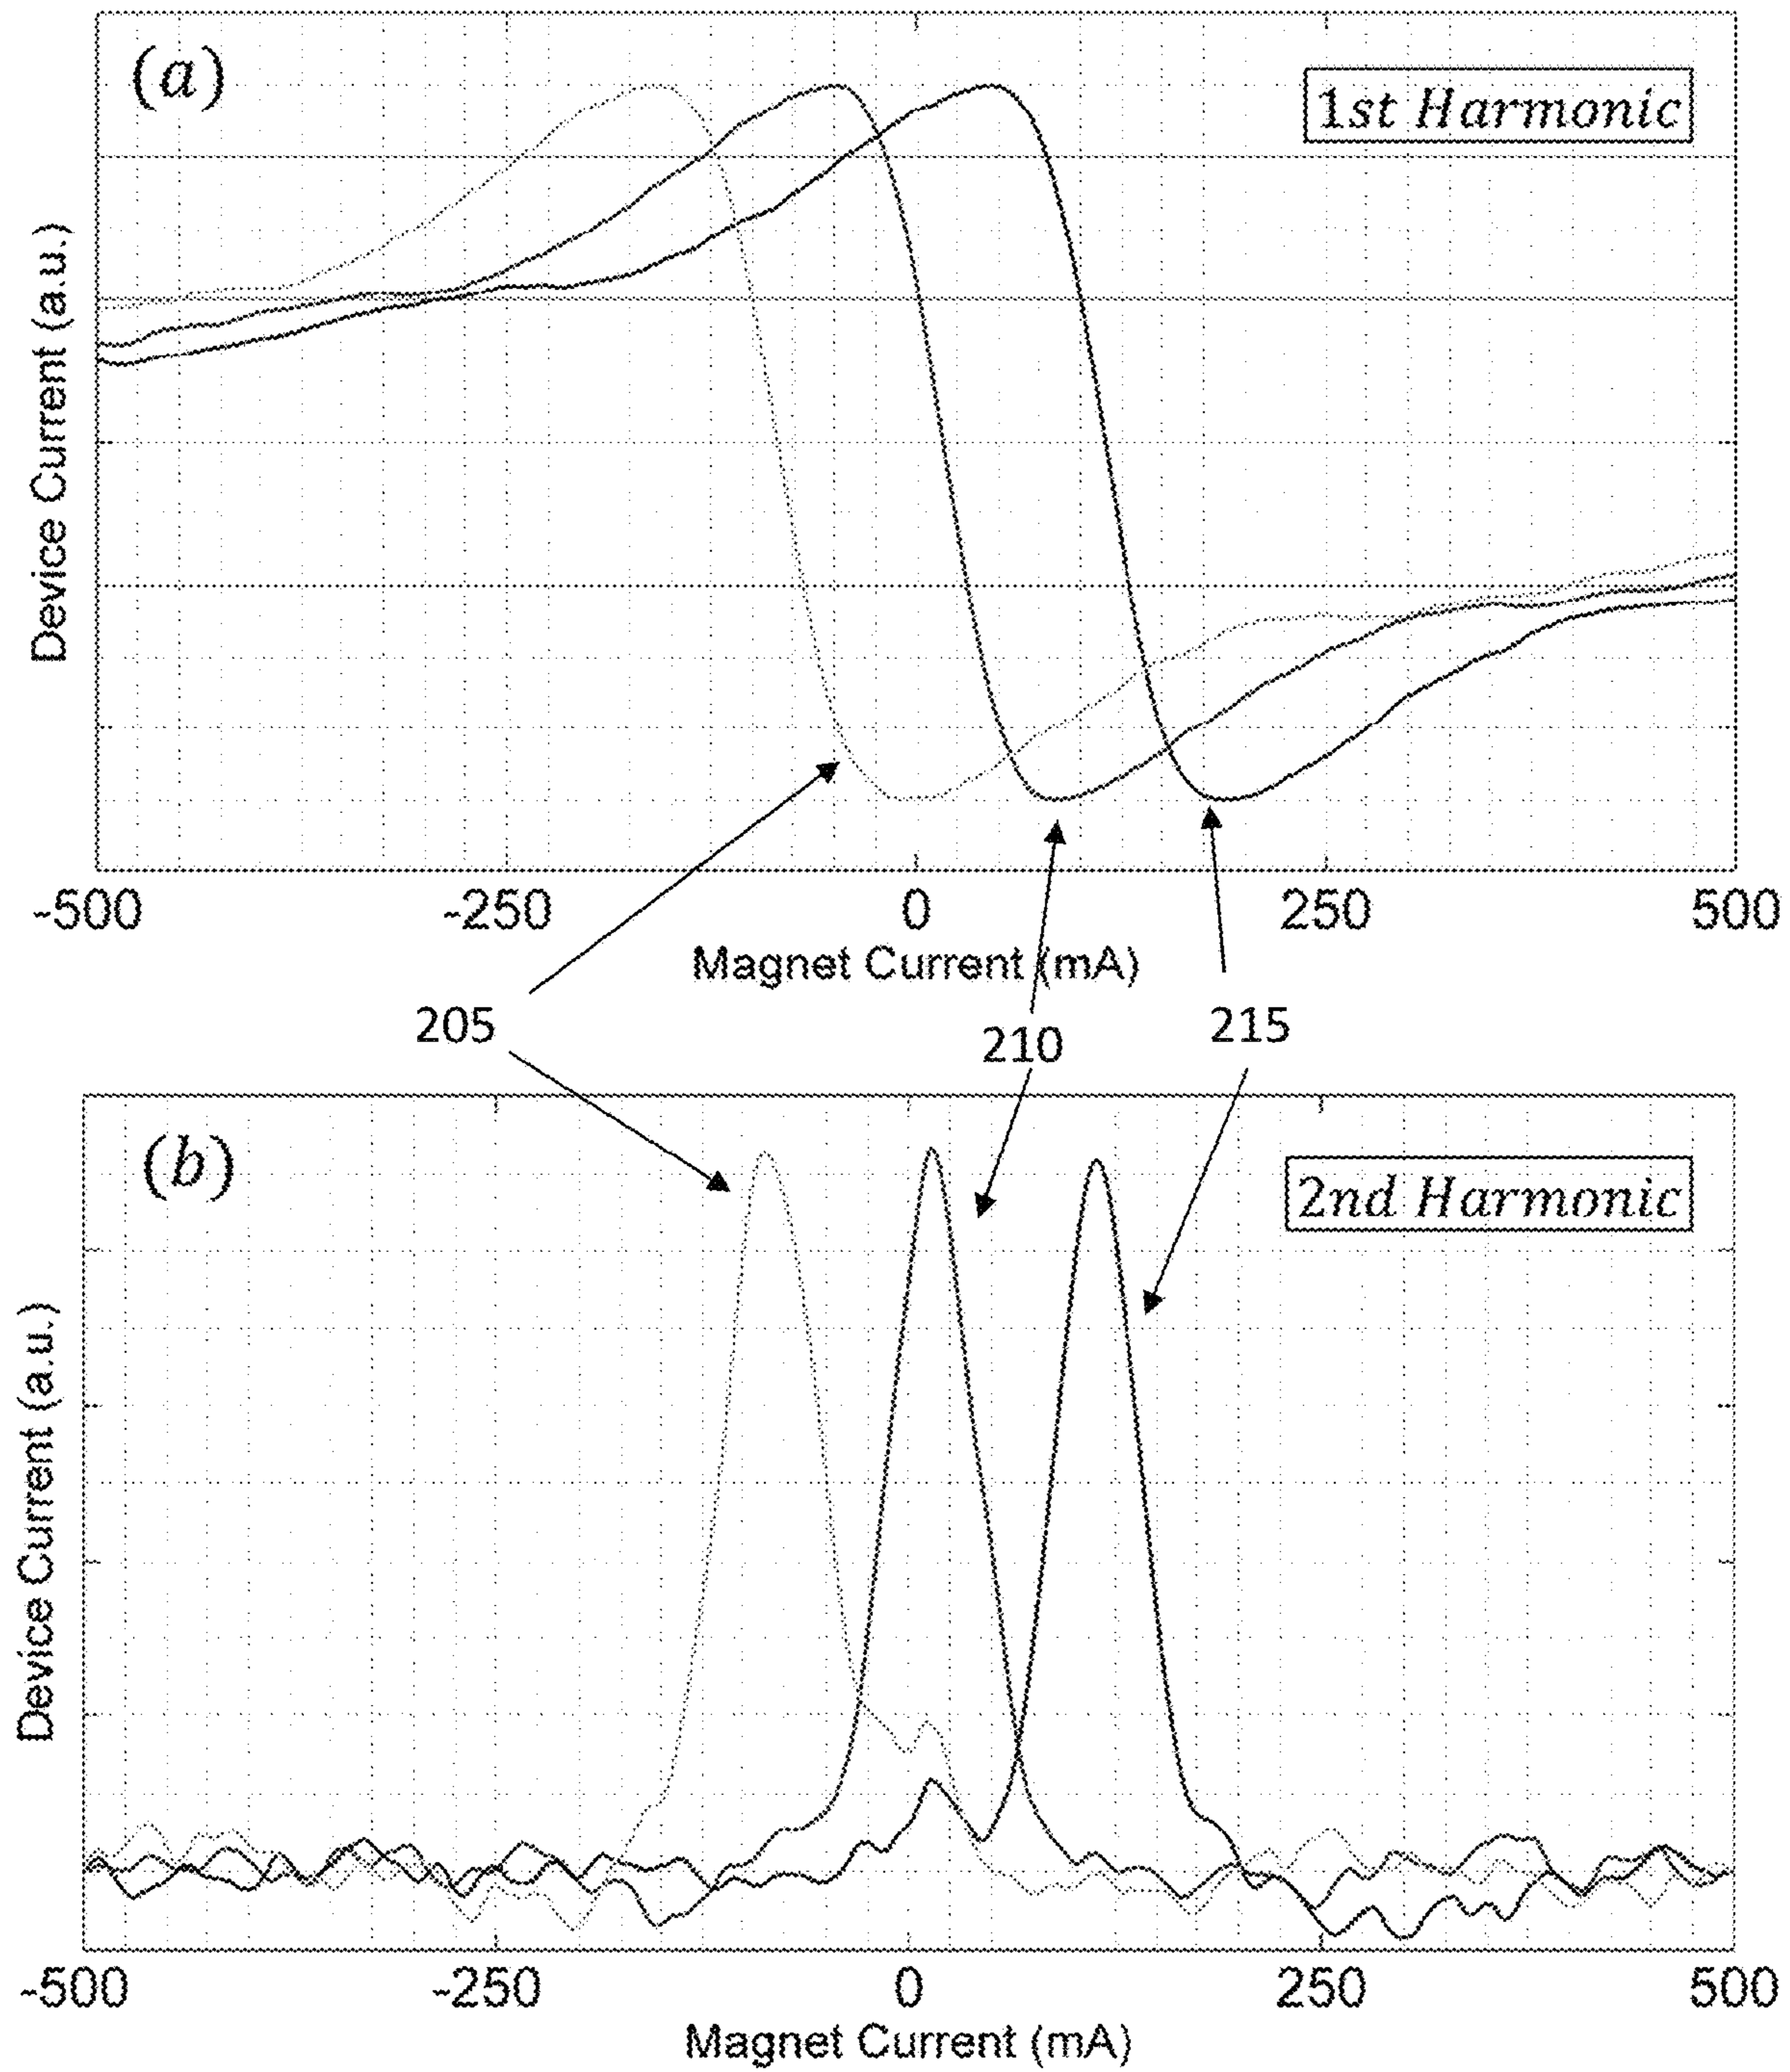 (a)
1st Harmonic
Device Current (a.u.)
-500 -250 0 250 500
Magnet Current (mA)
205 210 215
(b)
2nd Harmonic
Device Current (a.u.)
-500 -250 0 250 500
Magnet Current (mA)